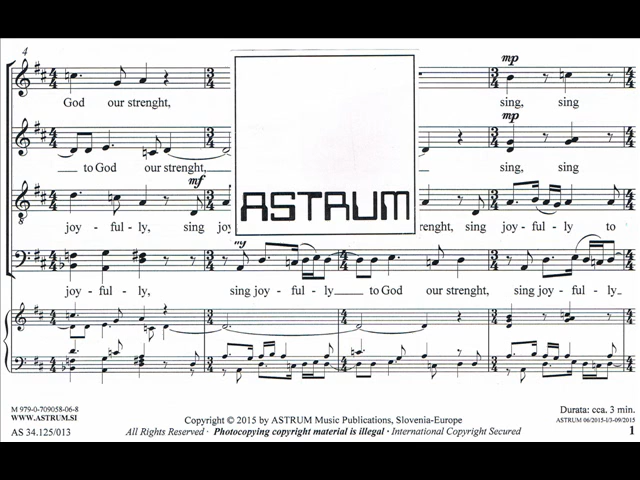 4
mp
God our strenght, sing, sing
mp
to God our strenght, sing, sing
mf
joy - ful - ly, sing joy renght, joy - ful - ly to
joy - ful - ly, sing joy - ful - ly to God our strenght, sing joy - ful - ly
ASTRUM
M 979-0-709058-06-8
WWW.ASTRUM.SI
AS 34.125/013
Copyright © 2015 by ASTRUM Music Publications, Slovenia-Europe
All Rights Reserved · Photocopying copyright material is illegal · International Copyright Secured
Durata: cca. 3 min.
ASTRUM 06/2015-I/3-09/2015
1